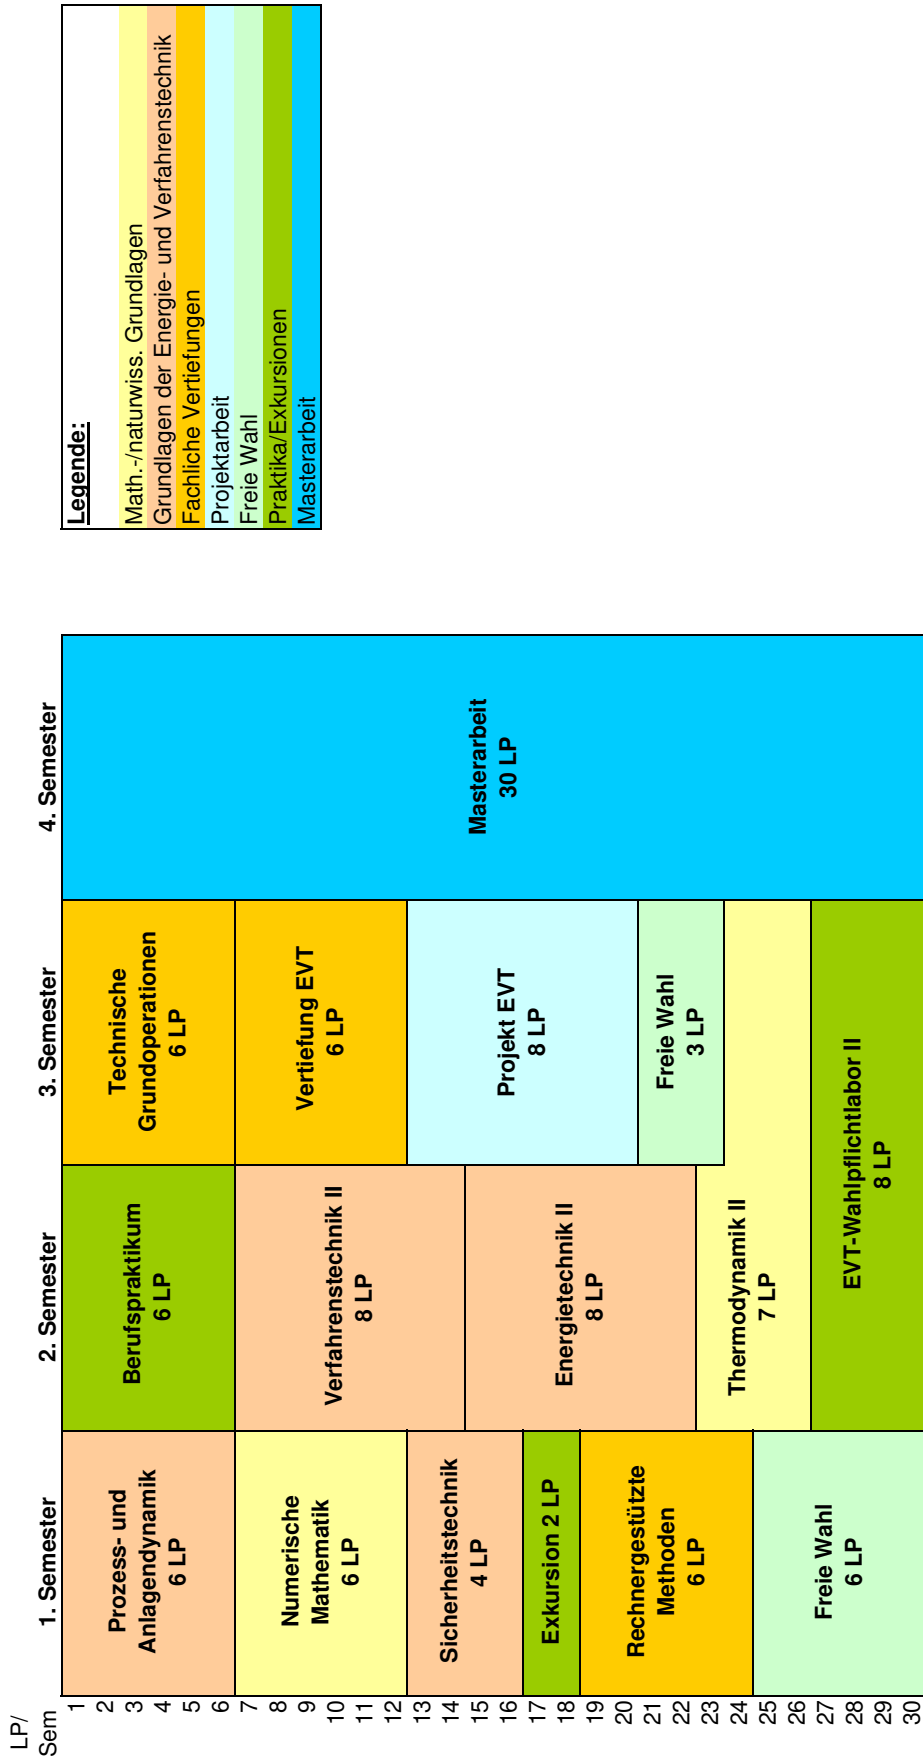 LP/
Sem
1. Semester
2. Semester
3. Semester
4. Semester
1
2
3
4
5
6
7
8
9
10
11
12
13
14
15
16
17
18
19
20
21
22
23
24
25
26
27
28
29
30
Prozess- und
Anlagendynamik
6 LP
Numerische
Mathematik
6 LP
Sicherheitstechnik
4 LP
Exkursion 2 LP
Rechnergestützte
Methoden
6 LP
Freie Wahl
6 LP
Berufspraktikum
6 LP
Verfahrenstechnik II
8 LP
Energietechnik II
8 LP
Thermodynamik II
7 LP
EVT-Wahlpflichtlabor II
8 LP
Technische
Grundoperationen
6 LP
Vertiefung EVT
6 LP
Projekt EVT
8 LP
Freie Wahl
3 LP
Masterarbeit
30 LP
Legende:
Math.-/naturwiss. Grundlagen
Grundlagen der Energie- und Verfahrenstechnik
Fachliche Vertiefungen
Projektarbeit
Freie Wahl
Praktika/Exkursionen
Masterarbeit